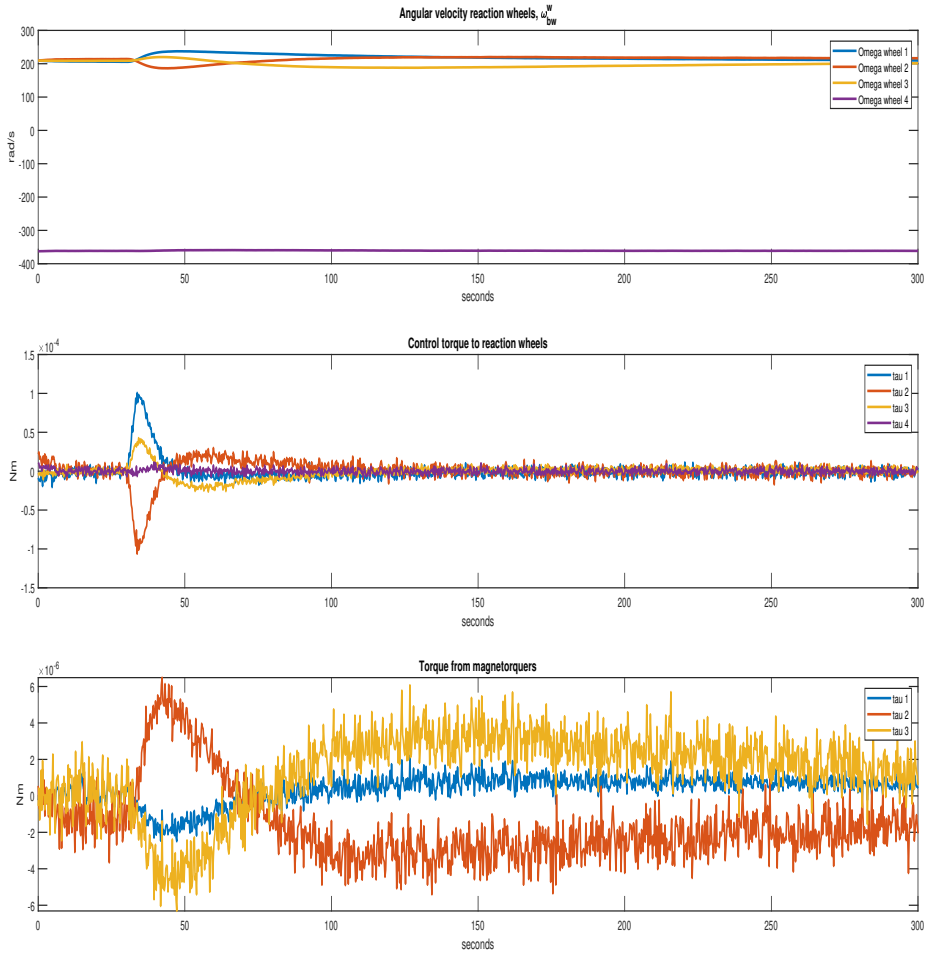 Angular velocity reaction wheels, ω_bw^w
300
200
100
0
-100
-200
-300
-400
rad/s
Omega wheel 1
Omega wheel 2
Omega wheel 3
Omega wheel 4
0 50 100 150 200 250 300
seconds
×10^-4
Control torque to reaction wheels
1.5
1
0.5
0
-0.5
-1
-1.5
Nm
tau 1
tau 2
tau 3
tau 4
0 50 100 150 200 250 300
seconds
×10^-6
Torque from magnetorquers
6
4
2
0
-2
-4
-6
Nm
tau 1
tau 2
tau 3
0 50 100 150 200 250 300
seconds